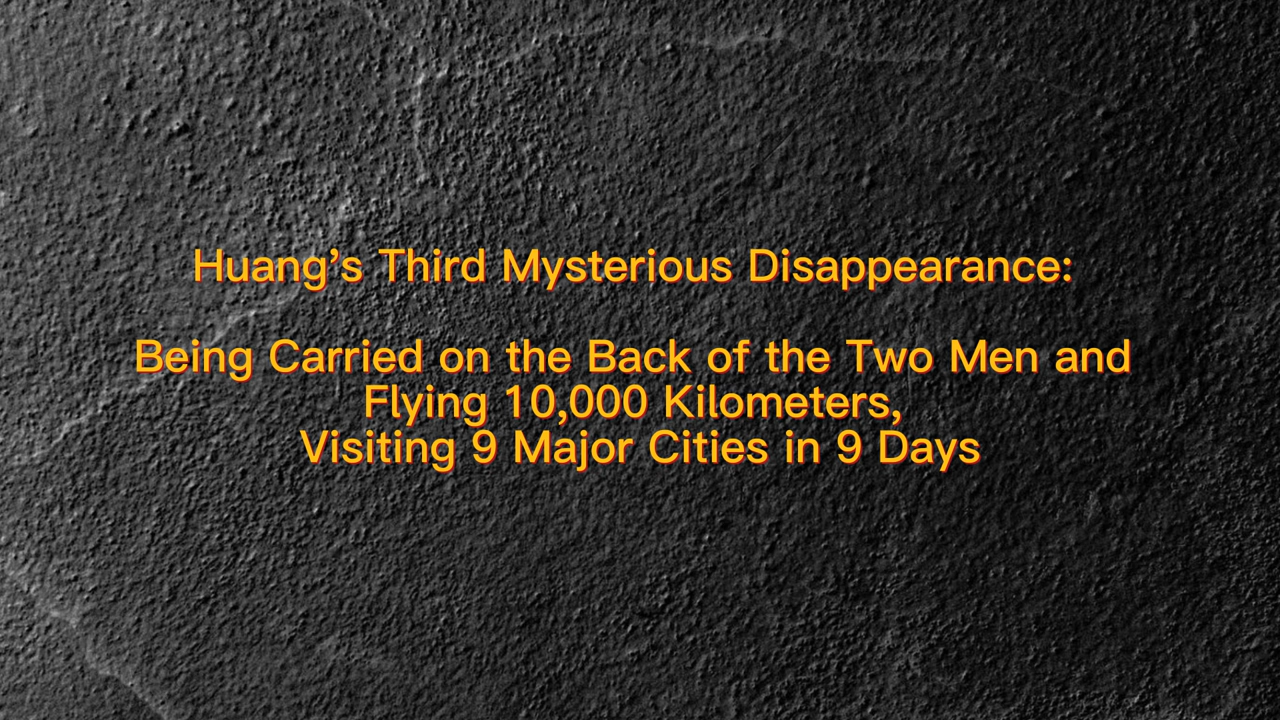 Huang’s Third Mysterious Disappearance:
Being Carried on the Back of the Two Men and
Flying 10,000 Kilometers,
Visiting 9 Major Cities in 9 Days